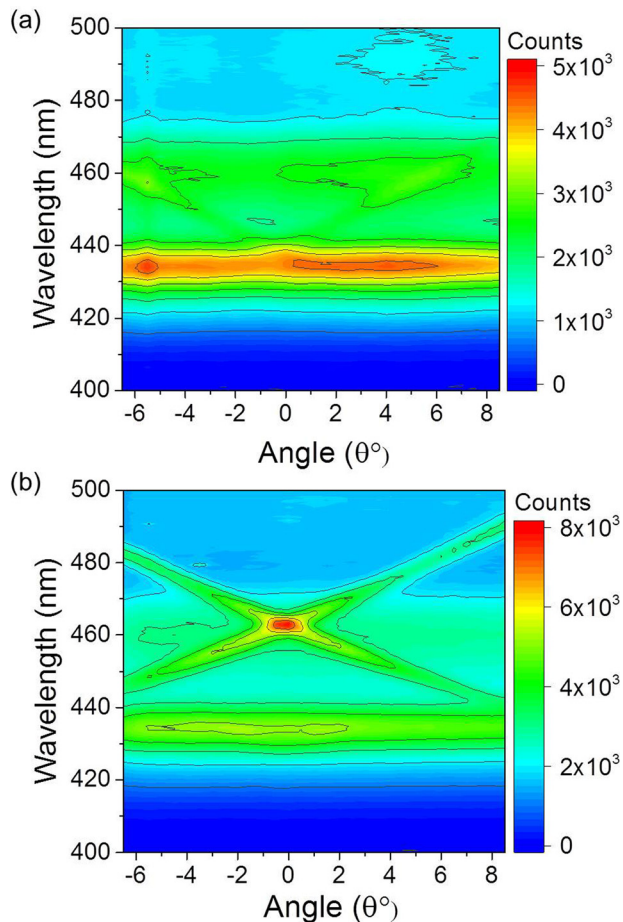 (a)
500
480
460
440
420
400
Wavelength (nm)
-6 -4 -2 0 2 4 6 8
Angle (θ°)
Counts
5x10³
4x10³
3x10³
2x10³
1x10³
0
(b)
500
480
460
440
420
400
Wavelength (nm)
-6 -4 -2 0 2 4 6 8
Angle (θ°)
Counts
8x10³
6x10³
4x10³
2x10³
0